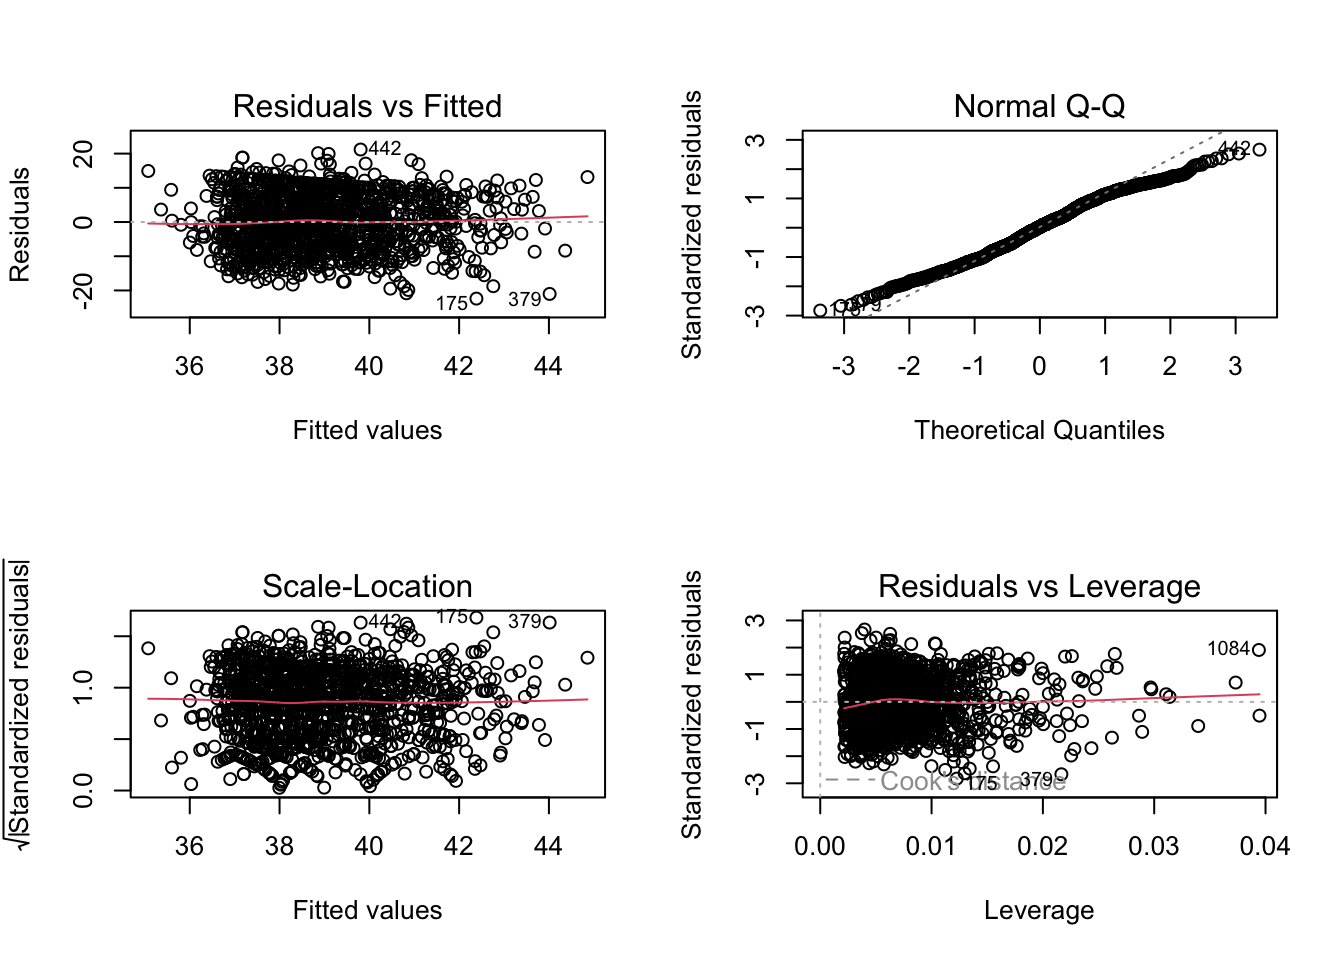 Residuals vs Fitted
Residuals
20
0
-20
442
175
379
36 38 40 42 44
Fitted values
Normal Q-Q
Standardized residuals
3
1
-1
-3
442
379
175
-3 -2 -1 0 1 2 3
Theoretical Quantiles
Scale-Location
√|Standardized residuals|
1.0
0.0
442
175
379
36 38 40 42 44
Fitted values
Residuals vs Leverage
Standardized residuals
3
1
-1
-3
1084
379
175
Cook's distance
0.00 0.01 0.02 0.03 0.04
Leverage